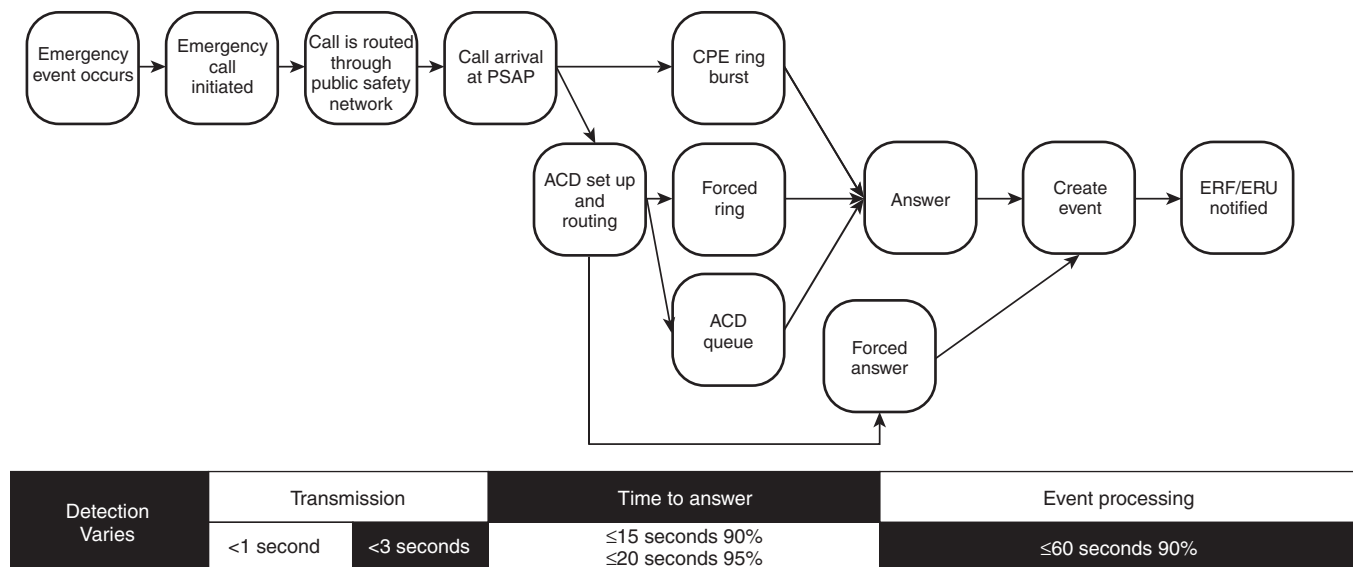 Emergency
event occurs
Emergency
call
initiated
Call is routed
through
public safety
network
Call arrival
at PSAP
CPE ring
burst
ACD set up
and
routing
Forced
ring
Answer
Create
event
ERF/ERU
notified
ACD
queue
Forced
answer
Detection
Varies
Transmission
<1 second
<3 seconds
Time to answer
≤15 seconds 90%
≤20 seconds 95%
Event processing
≤60 seconds 90%